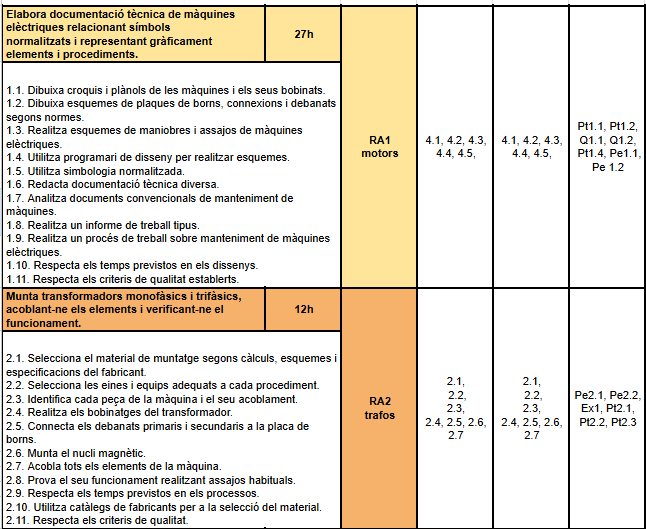 Elabora documentació tècnica de màquines
elèctriques relacionant símbols
normalitzats i representant gràficament
elements i procediments.
27h
1.1. Dibuixa croquis i plànols de les màquines i els seus bobinats.
1.2. Dibuixa esquemes de plaques de borns, connexions i debanats
segons normes.
1.3. Realitza esquemes de maniobres i assajos de màquines
elèctriques.
1.4. Utilitza programari de disseny per realitzar esquemes.
1.5. Utilitza simbologia normalitzada.
1.6. Redacta documentació tècnica diversa.
1.7. Analitza documents convencionals de manteniment de
màquines.
1.8. Realitza un informe de treball tipus.
1.9. Realitza un procés de treball sobre manteniment de màquines
elèctriques.
1.10. Respecta els temps previstos en els dissenys.
1.11. Respecta els criteris de qualitat establerts.
RA1
motors
4.1, 4.2, 4.3,
4.4, 4.5,
4.1, 4.2, 4.3,
4.4, 4.5,
Pt1.1, Pt1.2,
Q1.1, Q1.2,
Pt1.4, Pe1.1,
Pe 1.2
Munta transformadors monofàsics i trifàsics,
acoblant-ne els elements i verificant-ne el
funcionament.
12h
2.1. Selecciona el material de muntatge segons càlculs, esquemes i
especificacions del fabricant.
2.2. Selecciona les eines i equips adequats a cada procediment.
2.3. Identifica cada peça de la màquina i el seu acoblament.
2.4. Realitza els bobinatges del transformador.
2.5. Connecta els debanats primaris i secundaris a la placa de
borns.
2.6. Munta el nucli magnètic.
2.7. Acobla tots els elements de la màquina.
2.8. Prova el seu funcionament realitzant assajos habituals.
2.9. Respecta els temps previstos en els processos.
2.10. Utilitza catàlegs de fabricants per a la selecció del material.
2.11. Respecta els criteris de qualitat.
RA2
trafos
2.1,
2.2,
2.3,
2.4, 2.5, 2.6,
2.7
2.1,
2.2,
2.3,
2.4, 2.5, 2.6,
2.7
Pe2.1, Pe2.2,
Ex1, Pt2.1,
Pt2.2, Pt2.3